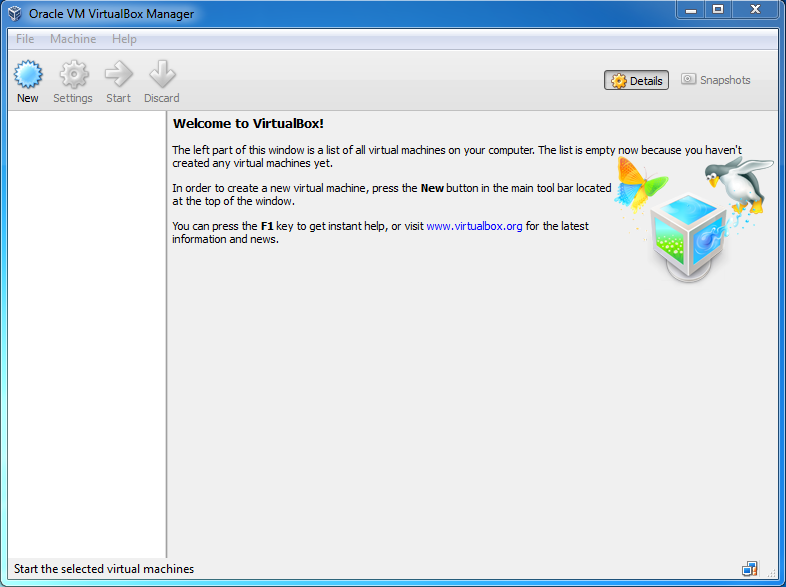 Oracle VM VirtualBox Manager
File Machine Help
New Settings Start Discard Details Snapshots
Welcome to VirtualBox!
The left part of this window is a list of all virtual machines on your computer. The list is empty now because you haven't
created any virtual machines yet.
In order to create a new virtual machine, press the New button in the main tool bar located
at the top of the window.
You can press the F1 key to get instant help, or visit www.virtualbox.org for the latest
information and news.
Start the selected virtual machines